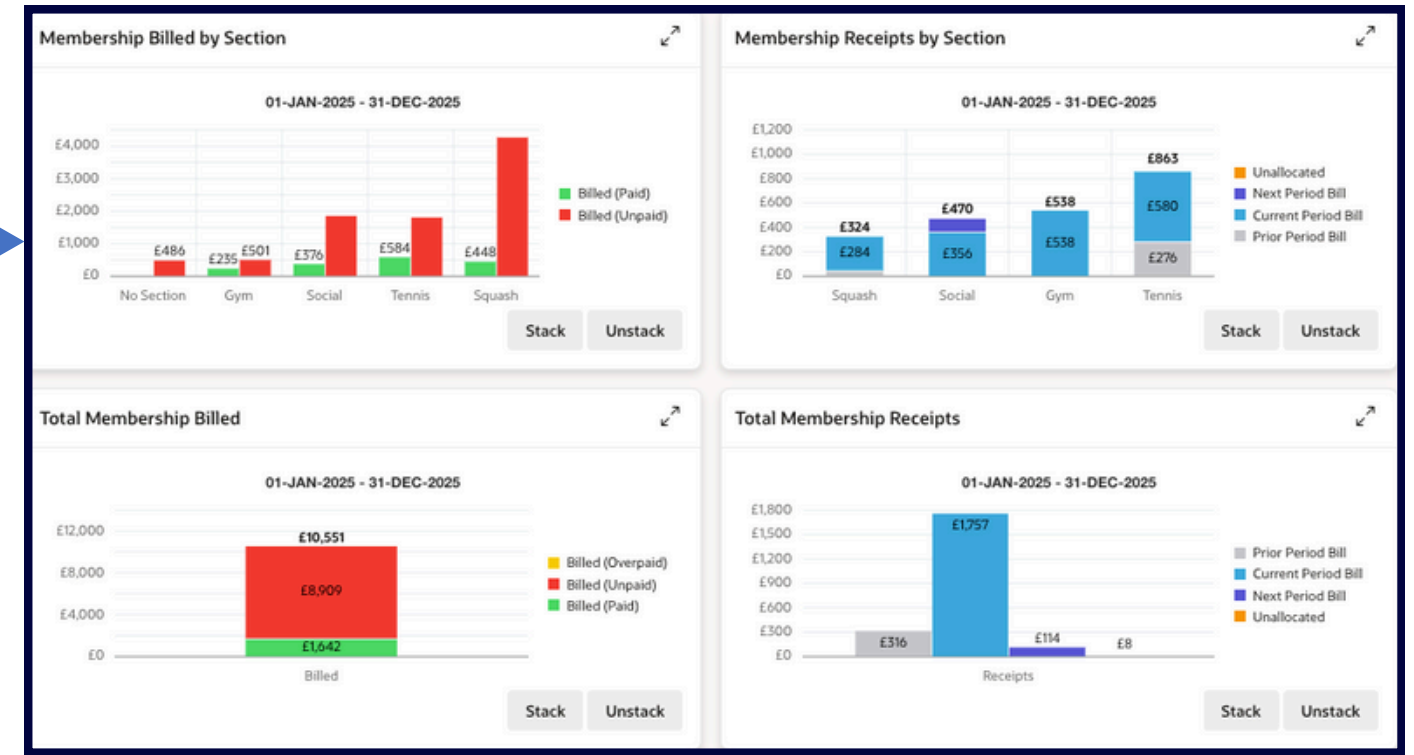 Membership Billed by Section
01-JAN-2025 - 31-DEC-2025
£4,000
£3,000
£2,000
£1,000
£0
£486
£235
£501
£376
£584
£448
No Section Gym Social Tennis Squash
Billed (Paid)
Billed (Unpaid)
Stack Unstack
Membership Receipts by Section
01-JAN-2025 - 31-DEC-2025
£1,200
£1,000
£800
£600
£400
£200
£0
£324
£284
£470
£356
£538
£538
£863
£580
£276
Squash Social Gym Tennis
Unallocated
Next Period Bill
Current Period Bill
Prior Period Bill
Stack Unstack
Total Membership Billed
01-JAN-2025 - 31-DEC-2025
£12,000
£8,000
£4,000
£0
£10,551
£8,909
£1,642
Billed
Billed (Overpaid)
Billed (Unpaid)
Billed (Paid)
Stack Unstack
Total Membership Receipts
01-JAN-2025 - 31-DEC-2025
£1,800
£1,500
£1,200
£900
£600
£300
£0
£316
£1,757
£114
£8
Receipts
Prior Period Bill
Current Period Bill
Next Period Bill
Unallocated
Stack Unstack